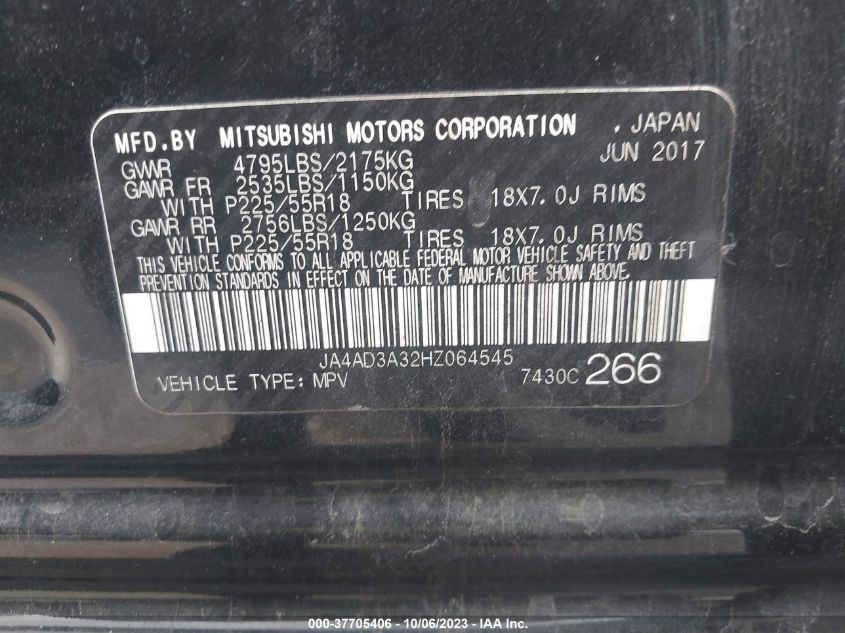 MFD.BY MITSUBISHI MOTORS CORPORATION , JAPAN
GVWR 4795LBS/2175KG JUN 2017
GAWR FR 2535LBS/1150KG
WITH P225/55R18 TIRES 18X7.0J RIMS
GAWR RR 2756LBS/1250KG
WITH P225/55R18 TIRES 18X7.0J RIMS
THIS VEHICLE CONFORMS TO ALL APPLICABLE FEDERAL MOTOR VEHICLE SAFETY AND THEFT
PREVENTION STANDARDS IN EFFECT ON THE DATE OF MANUFACTURE SHOWN ABOVE.
JA4AD3A32HZ064545
VEHICLE TYPE: MPV 7430C 266
000-37705406 - 10/06/2023 - IAA Inc.